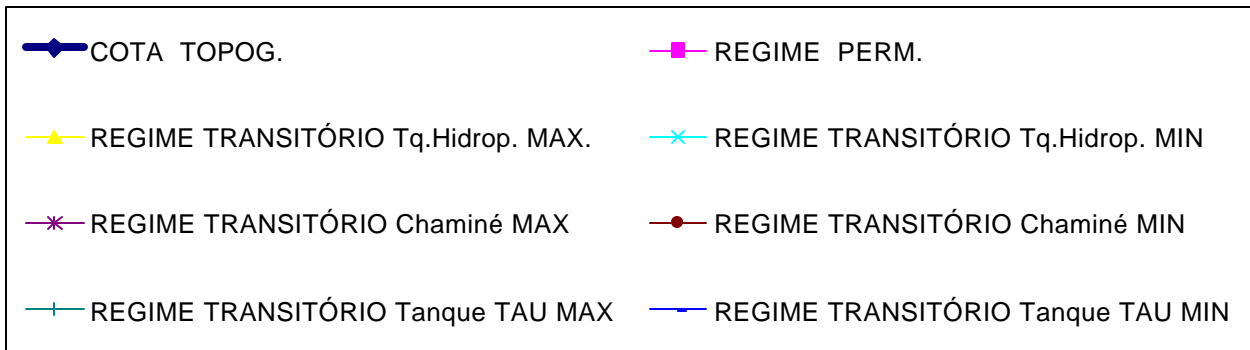 COTA TOPOG.
REGIME PERM.
REGIME TRANSITÓRIO Tq.Hidrop. MAX.
REGIME TRANSITÓRIO Tq.Hidrop. MIN
REGIME TRANSITÓRIO Chaminé MAX
REGIME TRANSITÓRIO Chaminé MIN
REGIME TRANSITÓRIO Tanque TAU MAX
REGIME TRANSITÓRIO Tanque TAU MIN